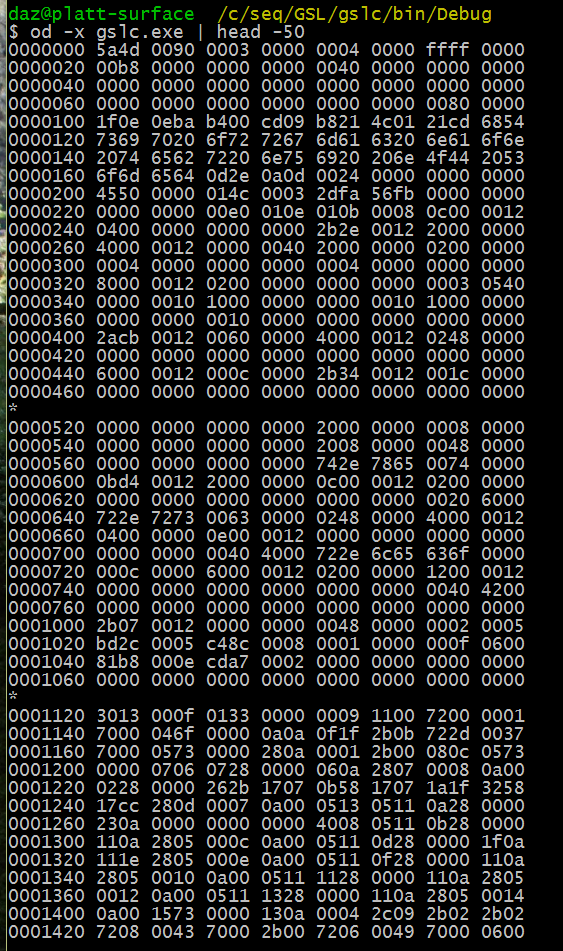 daz@platt-surface /c/seq/GSL/gslc/bin/Debug
$ od -x gslc.exe | head -50
0000000 5a4d 0090 0003 0000 0004 0000 ffff 0000
0000020 00b8 0000 0000 0000 0040 0000 0000 0000
0000040 0000 0000 0000 0000 0000 0000 0000 0000
0000060 0000 0000 0000 0000 0000 0000 0080 0000
0000100 1f0e 0eba b400 cd09 b821 4c01 21cd 6854
0000120 7369 7020 6f72 7267 6d61 6320 6e61 6f6e
0000140 2074 6562 7220 6e75 6920 206e 4f44 2053
0000160 6f6d 6564 0d2e 0a0d 0024 0000 0000 0000
0000200 4550 0000 014c 0003 2dfa 56fb 0000 0000
0000220 0000 0000 00e0 010e 010b 0008 0c00 0012
0000240 0400 0000 0000 0000 2b2e 0012 2000 0000
0000260 4000 0012 0000 0040 2000 0000 0200 0000
0000300 0004 0000 0000 0000 0004 0000 0000 0000
0000320 8000 0012 0200 0000 0000 0000 0003 0540
0000340 0000 0010 1000 0000 0000 0010 1000 0000
0000360 0000 0000 0010 0000 0000 0000 0000 0000
0000400 2acb 0012 0060 0000 4000 0012 0248 0000
0000420 0000 0000 0000 0000 0000 0000 0000 0000
0000440 6000 0012 000c 0000 2b34 0012 001c 0000
0000460 0000 0000 0000 0000 0000 0000 0000 0000
*
0000520 0000 0000 0000 0000 2000 0000 0008 0000
0000540 0000 0000 0000 0000 2008 0000 0048 0000
0000560 0000 0000 0000 0000 742e 7865 0074 0000
0000600 0bd4 0012 2000 0000 0c00 0012 0200 0000
0000620 0000 0000 0000 0000 0000 0000 0020 6000
0000640 722e 7273 0063 0000 0248 0000 4000 0012
0000660 0400 0000 0e00 0012 0000 0000 0000 0000
0000700 0000 0000 0040 4000 722e 6c65 636f 0000
0000720 000c 0000 6000 0012 0200 0000 1200 0012
0000740 0000 0000 0000 0000 0000 0000 0040 4200
0000760 0000 0000 0000 0000 0000 0000 0000 0000
0001000 2b07 0012 0000 0000 0048 0000 0002 0005
0001020 bd2c 0005 c48c 0008 0001 0000 000f 0600
0001040 81b8 000e cda7 0002 0000 0000 0000 0000
0001060 0000 0000 0000 0000 0000 0000 0000 0000
*
0001120 3013 000f 0133 0000 0009 1100 7200 0001
0001140 7000 046f 0000 0a0a 0f1f 2b0b 722d 0037
0001160 7000 0573 0000 280a 0001 2b00 080c 0573
0001200 0000 0706 0728 0000 060a 2807 0008 0a00
0001220 0228 0000 262b 1707 0b58 1707 1a1f 3258
0001240 17cc 280d 0007 0a00 0513 0511 0a28 0000
0001260 230a 0000 0000 0000 4008 0511 0b28 0000
0001300 110a 2805 000c 0a00 0511 0d28 0000 1f0a
0001320 111e 2805 000e 0a00 0511 0f28 0000 110a
0001340 2805 0010 0a00 0511 1128 0000 110a 2805
0001360 0012 0a00 0511 1328 0000 110a 2805 0014
0001400 0a00 1573 0000 130a 0004 2c09 2b02 2b02
0001420 7208 0043 7000 2b00 7206 0049 7000 0600